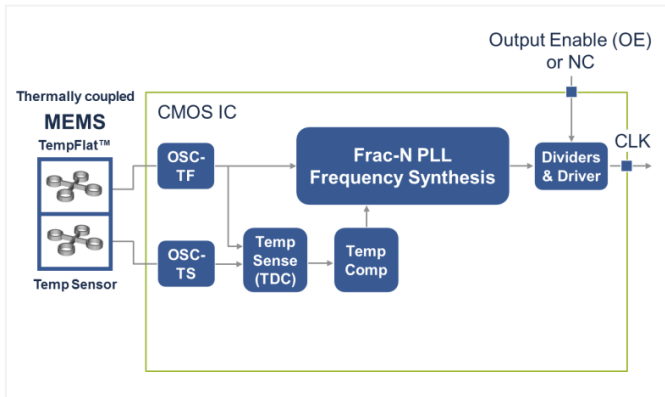 Output Enable (OE)
or NC
Thermally coupled
MEMS
TempFlat™
CMOS IC
CLK
OSC-
TF
Frac-N PLL
Frequency Synthesis
Dividers
& Driver
OSC-
TS
Temp
Sense
(TDC)
Temp
Comp
Temp Sensor